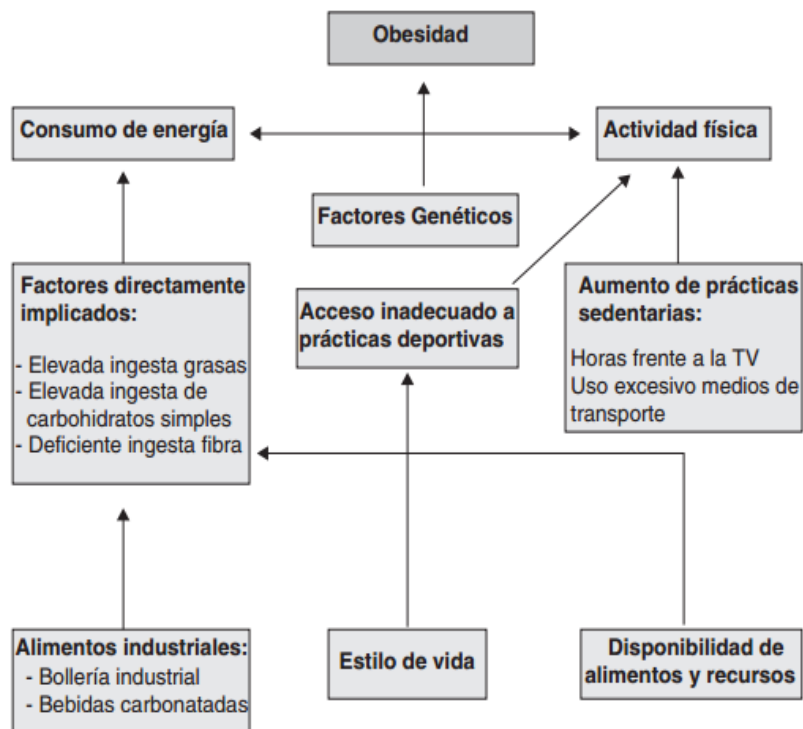 Obesidad
Consumo de energía
Actividad física
Factores Genéticos
Factores directamente
implicados:
- Elevada ingesta grasas
- Elevada ingesta de
carbohidratos simples
- Deficiente ingesta fibra
Acceso inadecuado a
prácticas deportivas
Aumento de prácticas
sedentarias:
Horas frente a la TV
Uso excesivo medios de
transporte
Alimentos industriales:
- Bollería industrial
- Bebidas carbonatadas
Estilo de vida
Disponibilidad de
alimentos y recursos